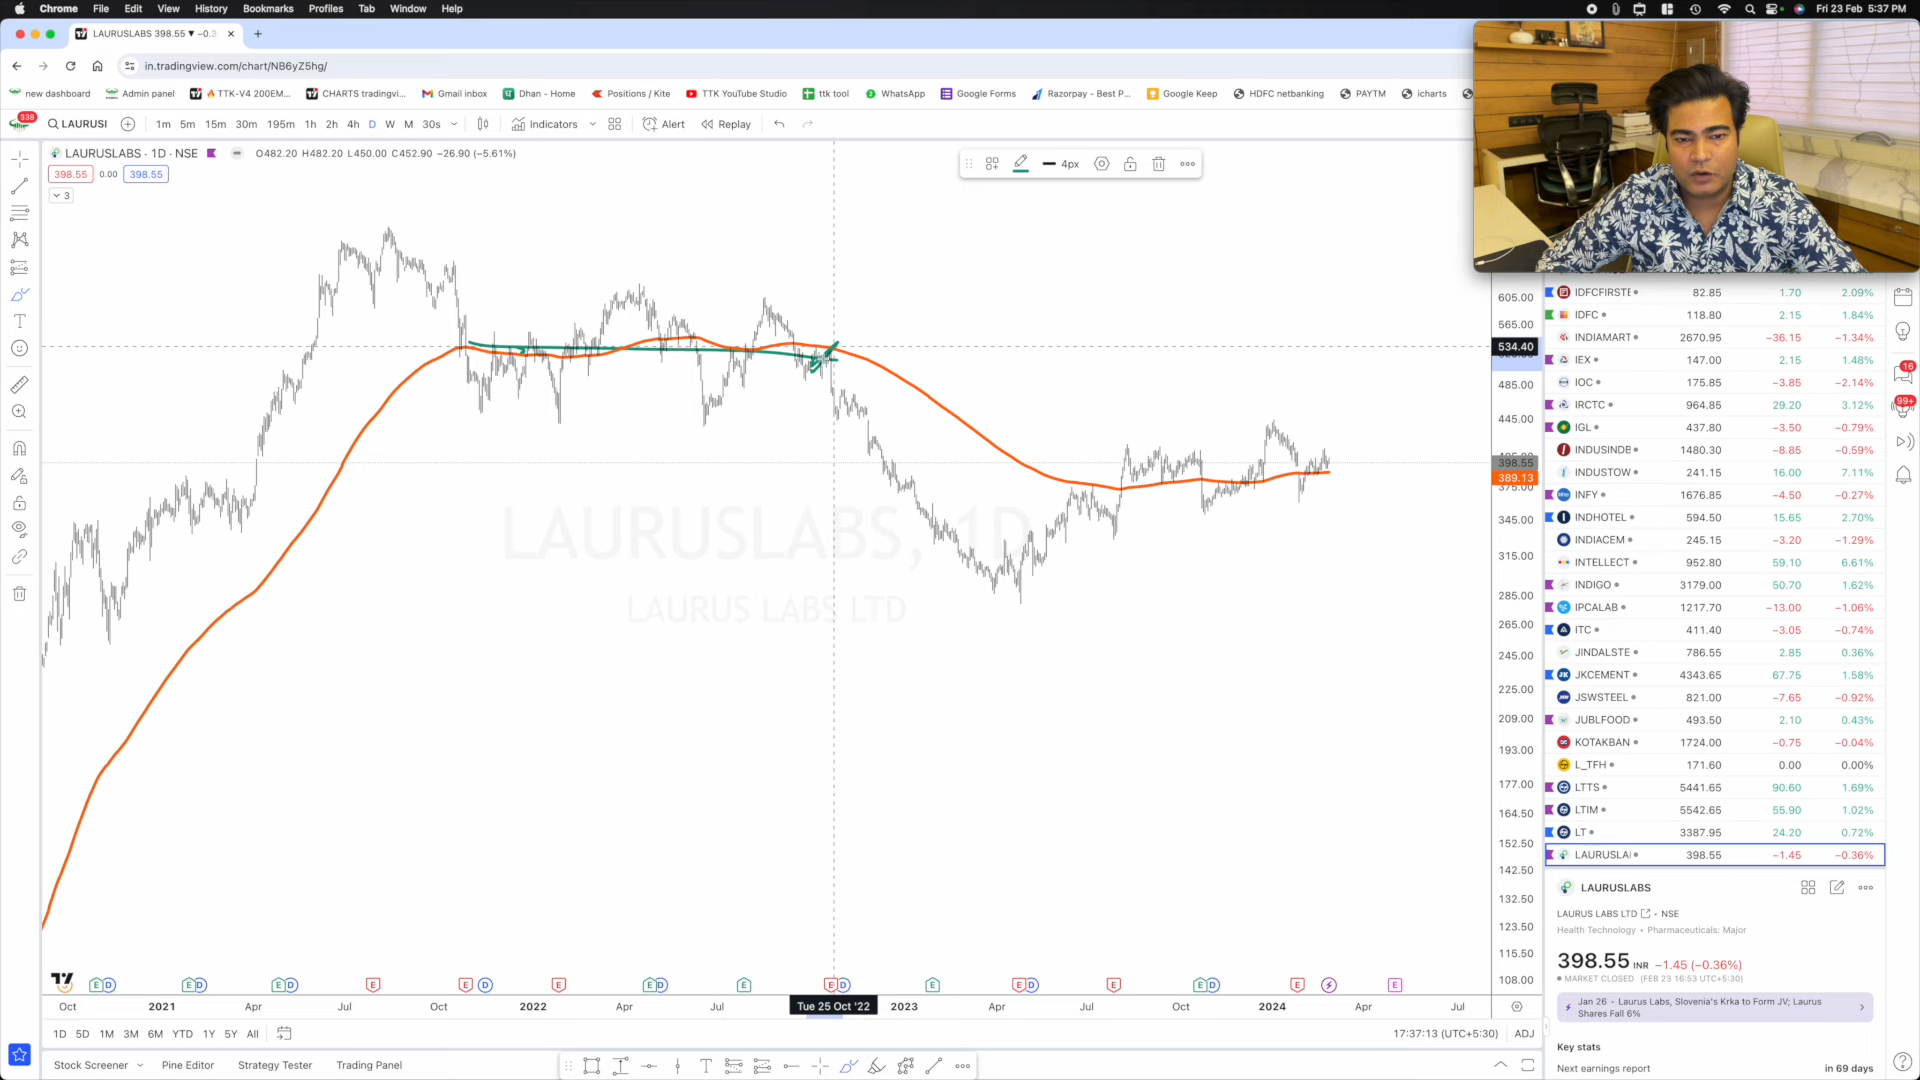 Chrome File Edit View History Bookmarks Profiles Tab Window Help
Fri 23 Feb 5:37 PM
LAURUSLABS 398.55 ▼ −0.3
in.tradingview.com/chart/NB6yZ5hg/
new dashboard Admin panel TTK-V4 200EM... CHARTS tradingvi... Gmail inbox Dhan - Home Positions / Kite TTK YouTube Studio ttk tool WhatsApp Google Forms Razorpay - Best P... Google Keep HDFC netbanking PAYTM icharts
338 LAURUSI 1m 5m 15m 30m 195m 1h 2h 4h D W M 30s Indicators Alert Replay
LAURUSLABS · 1D · NSE O482.20 H482.20 L450.00 C452.90 −26.90 (−5.61%)
398.55 0.00 398.55
3
4px
LAURUSLABS, 1D
LAURUS LABS LTD
605.00
565.00
534.40
485.00
445.00
398.55
389.13
375.00
345.00
315.00
285.00
265.00
245.00
225.00
209.00
193.00
177.00
164.50
152.50
142.50
132.50
123.50
115.50
108.00
IDFCFIRSTE 82.85 1.70 2.09%
IDFC 118.80 2.15 1.84%
INDIAMART 2670.95 −36.15 −1.34%
IEX 147.00 2.15 1.48%
IOC 175.85 −3.85 −2.14%
IRCTC 964.85 29.20 3.12%
IGL 437.80 −3.50 −0.79%
INDUSINDB 1480.30 −8.85 −0.59%
INDUSTOW 241.15 16.00 7.11%
INFY 1676.85 −4.50 −0.27%
INDHOTEL 594.50 15.65 2.70%
INDIACEM 245.15 −3.20 −1.29%
INTELLECT 952.80 59.10 6.61%
INDIGO 3179.00 50.70 1.62%
IPCALAB 1217.70 −13.00 −1.06%
ITC 411.40 −3.05 −0.74%
JINDALSTE 786.55 2.85 0.36%
JKCEMENT 4343.65 67.75 1.58%
JSWSTEEL 821.00 −7.65 −0.92%
JUBLFOOD 493.50 2.10 0.43%
KOTAKBAN 1724.00 −0.75 −0.04%
L_TFH 171.60 0.00 0.00%
LTTS 5441.65 90.60 1.69%
LTIM 5542.65 55.90 1.02%
LT 3387.95 24.20 0.72%
LAURUSLA 398.55 −1.45 −0.36%
16
99+
LAURUSLABS
LAURUS LABS LTD · NSE
Health Technology · Pharmaceuticals: Major
398.55 INR −1.45 (−0.36%)
MARKET CLOSED (FEB 23 16:53 UTC+5:30)
Jan 26 · Laurus Labs, Slovenia's Krka to Form JV; Laurus
Shares Fall 6%
Key stats
Next earnings report in 69 days
E D E D E D E E D E E D E E D E E D E E D E E
Oct 2021 Apr Jul Oct 2022 Apr Jul Tue 25 Oct '22 2023 Apr Jul Oct 2024 Apr Jul
1D 5D 1M 3M 6M YTD 1Y 5Y All
17:37:13 (UTC+5:30) ADJ
Stock Screener Pine Editor Strategy Tester Trading Panel